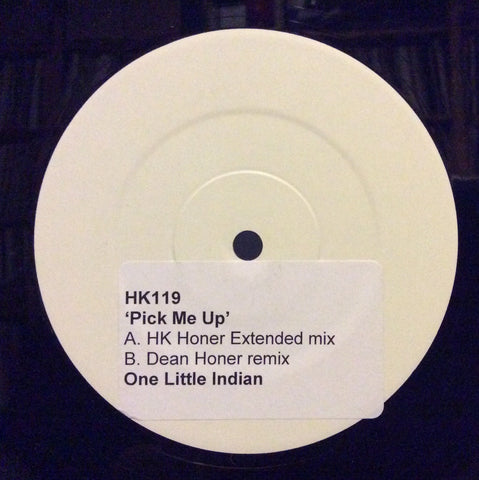 HK119
‘Pick Me Up’
A. HK Honer Extended mix
B. Dean Honer remix
One Little Indian